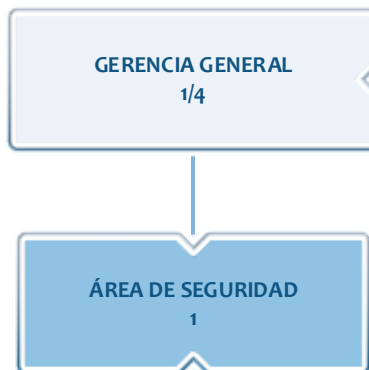 GERENCIA GENERAL
1/4
ÁREA DE SEGURIDAD
1